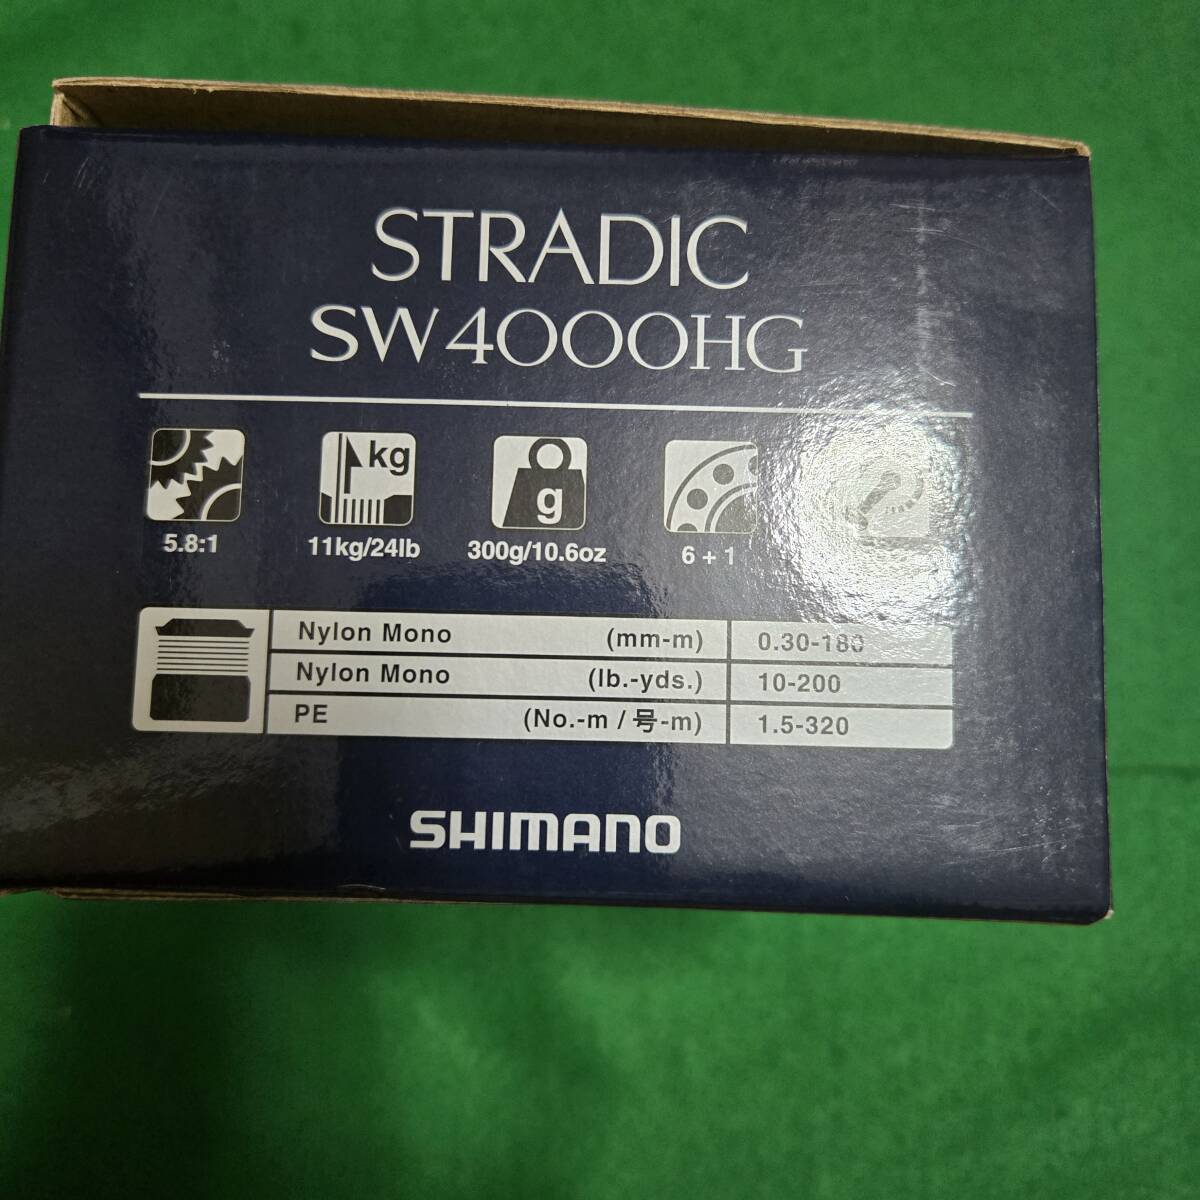 STRADIC
SW4000HG
kg
g
5.8:1
11kg/24lb
300g/10.6oz
6 + 1
Nylon Mono (mm-m) 0.30-180
Nylon Mono (lb.-yds.) 10-200
PE (No.-m / 号-m) 1.5-320
SHIMANO